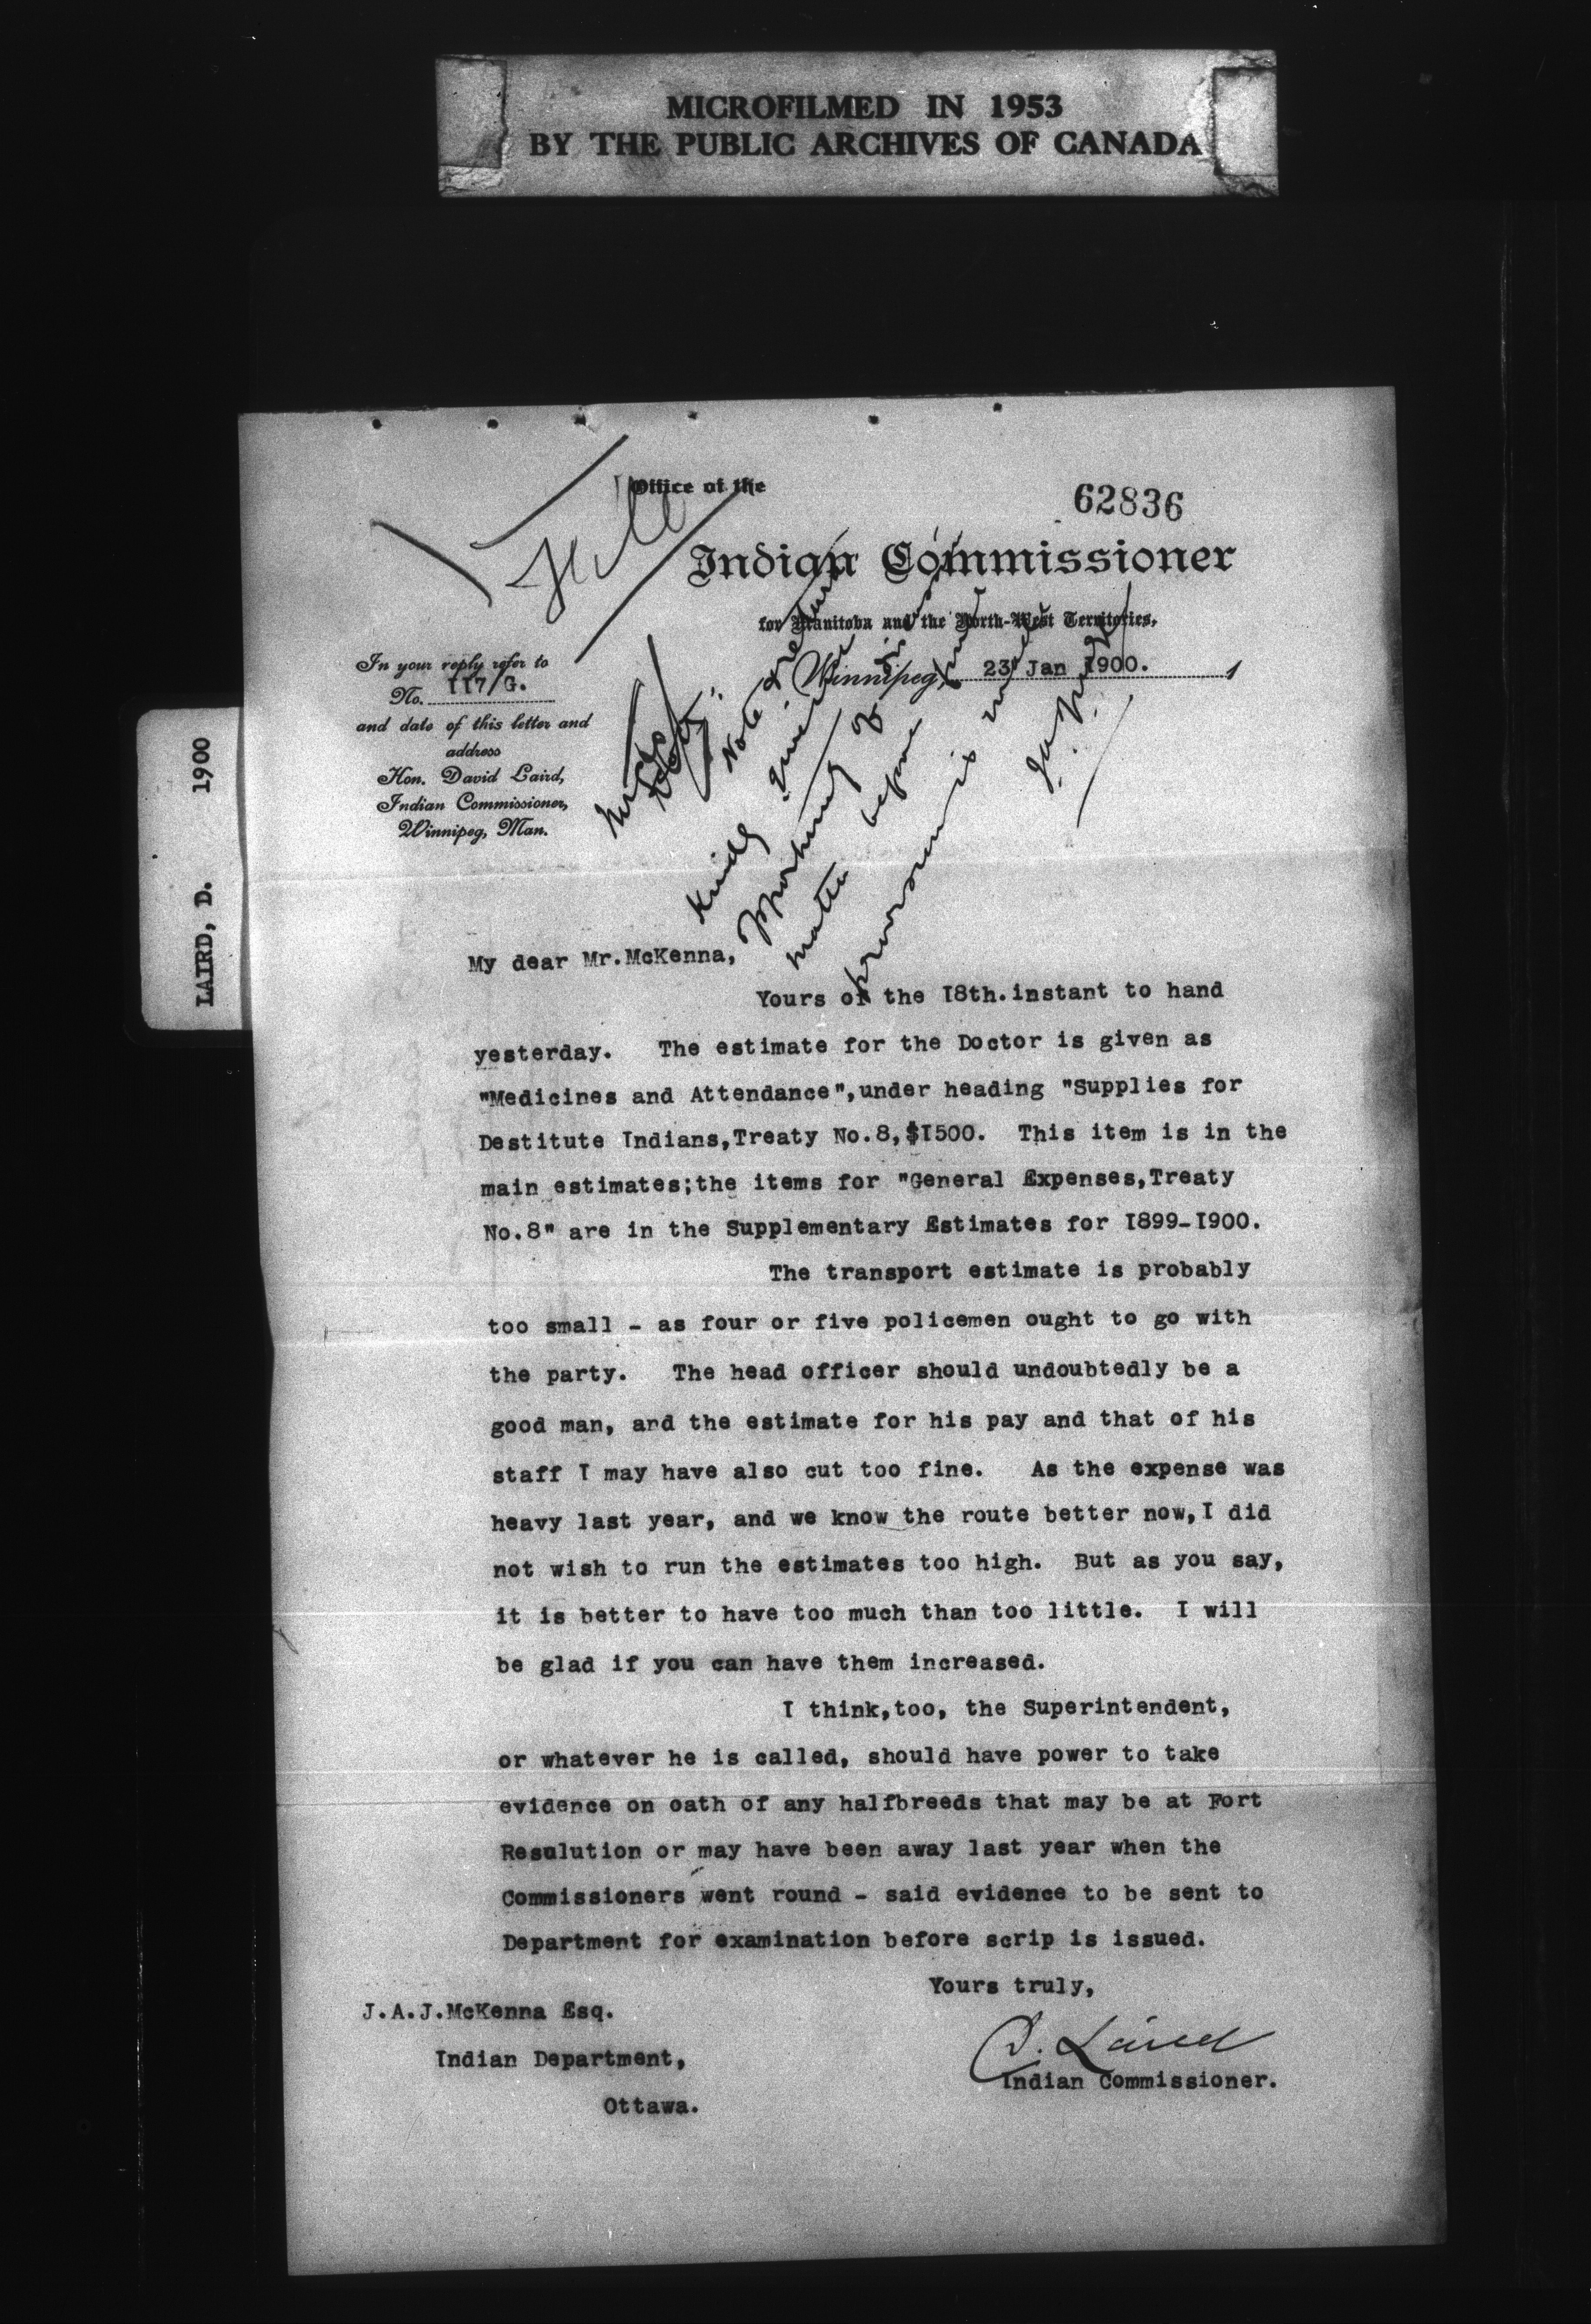 MICROFILMED IN 1953
BY THE PUBLIC ARCHIVES OF CANADA
LAIRD, D. 1900
Office of the
62836
Indian Commissioner
for Manitoba and the North-West Territories,
Winnipeg, 23 Jan 1900. 1
In your reply refer to
No. 117/G.
and date of this letter and
address
Hon. David Laird,
Indian Commissioner,
Winnipeg, Man.
File
Note
Kindly
matter before
is
My dear Mr.McKenna,
Yours of the I8th.instant to hand
yesterday. The estimate for the Doctor is given as
"Medicines and Attendance",under heading "Supplies for
Destitute Indians,Treaty No.8,$I500. This item is in the
main estimates;the items for "General Expenses,Treaty
No.8" are in the Supplementary Estimates for I899-I900.
The transport estimate is probably
too small - as four or five policemen ought to go with
the party. The head officer should undoubtedly be a
good man, and the estimate for his pay and that of his
staff I may have also cut too fine. As the expense was
heavy last year, and we know the route better now,I did
not wish to run the estimates too high. But as you say,
it is better to have too much than too little. I will
be glad if you can have them increased.
I think,too, the Superintendent,
or whatever he is called, should have power to take
evidence on oath of any halfbreeds that may be at Fort
Resulution or may have been away last year when the
Commissioners went round - said evidence to be sent to
Department for examination before scrip is issued.
Yours truly,
D. Laird
Indian Commissioner.
J.A.J.McKenna Esq.
Indian Department,
Ottawa.